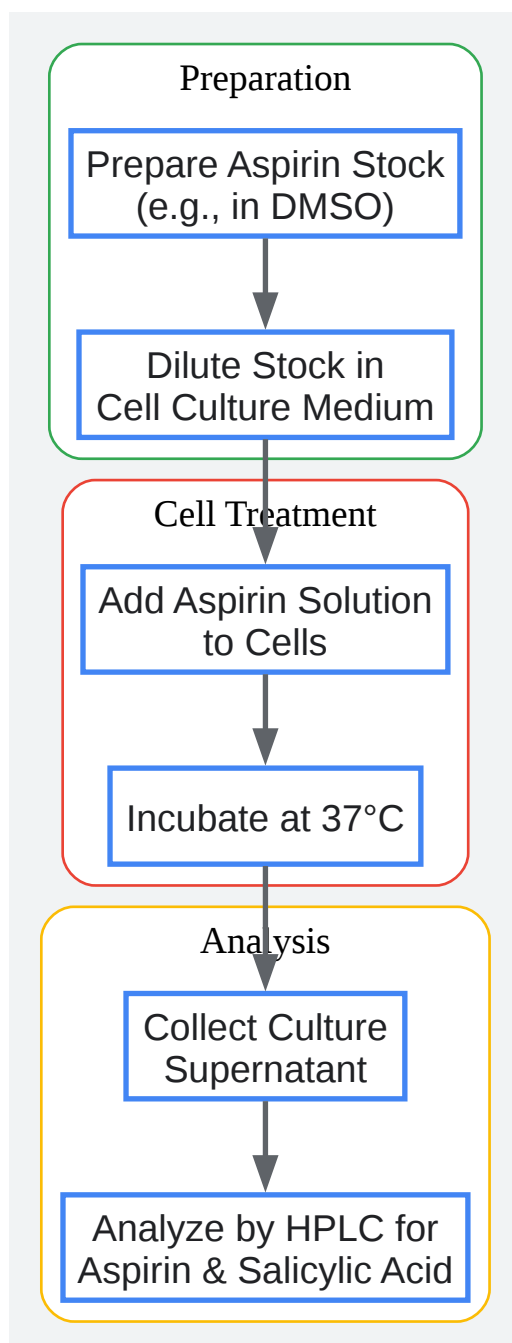 Preparation
Prepare Aspirin Stock
(e.g., in DMSO)
Dilute Stock in
Cell Culture Medium
Cell Treatment
Add Aspirin Solution
to Cells
Incubate at 37°C
Analysis
Collect Culture
Supernatant
Analyze by HPLC for
Aspirin & Salicylic Acid